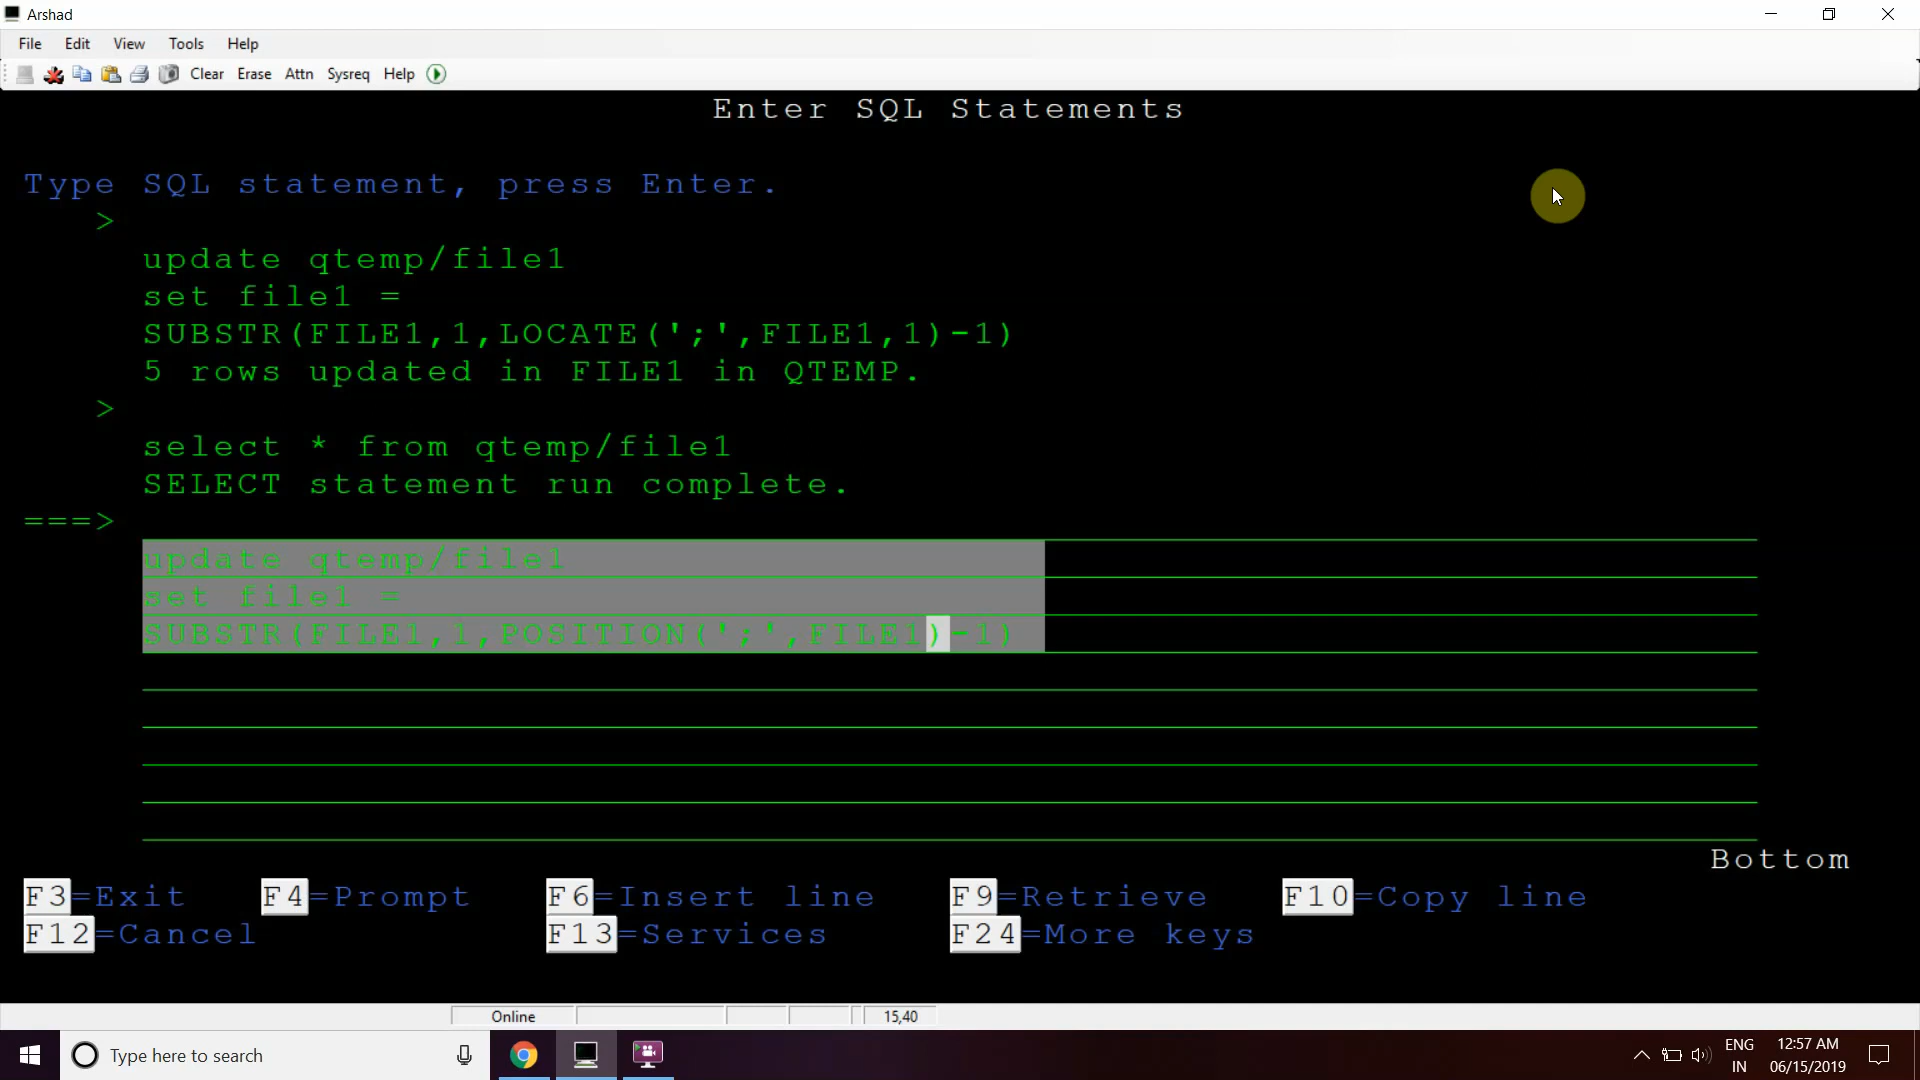 Arshad
File Edit View Tools Help
Clear Erase Attn Sysreq Help
Enter SQL Statements
Type SQL statement, press Enter.
>
update qtemp/file1
set file1 =
SUBSTR(FILE1,1,LOCATE(';',FILE1,1)-1)
5 rows updated in FILE1 in QTEMP.
>
select * from qtemp/file1
SELECT statement run complete.
===>
update qtemp/file1
set file1 =
SUBSTR(FILE1,1,POSITION(';',FILE1)-1)
Bottom
F3=Exit F4=Prompt F6=Insert line F9=Retrieve F10=Copy line
F12=Cancel F13=Services F24=More keys
Online 15,40
Type here to search
ENG 12:57 AM
IN 06/15/2019